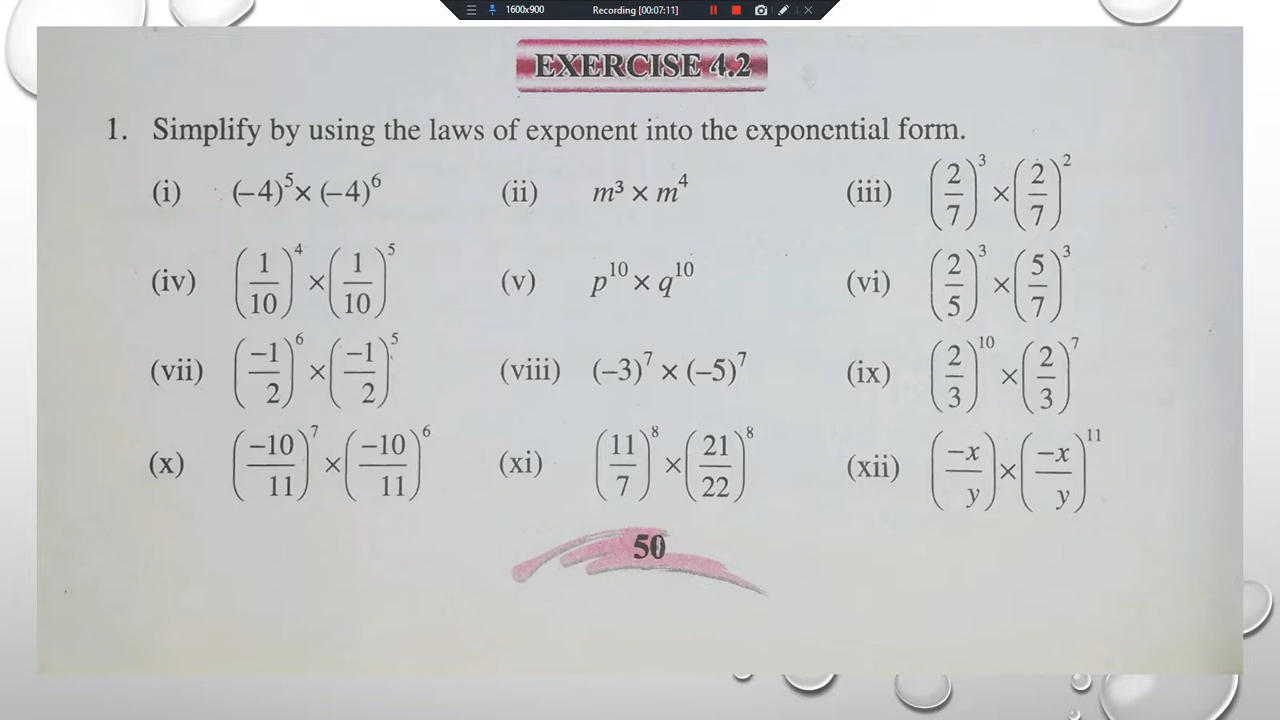 1600x900 Recording [00:07:11]
EXERCISE 4.2
1. Simplify by using the laws of exponent into the exponential form.
(i) (−4)⁵× (−4)⁶ (ii) m³ × m⁴ (iii) (2/7)³ × (2/7)²
(iv) (1/10)⁴ × (1/10)⁵ (v) p¹⁰ × q¹⁰ (vi) (2/5)³ × (5/7)³
(vii) (−1/2)⁶ × (−1/2)⁵ (viii) (−3)⁷ × (−5)⁷ (ix) (2/3)¹⁰ × (2/3)⁷
(x) (−10/11)⁷ × (−10/11)⁶ (xi) (11/7)⁸ × (21/22)⁸ (xii) (−x/y) × (−x/y)¹¹
50